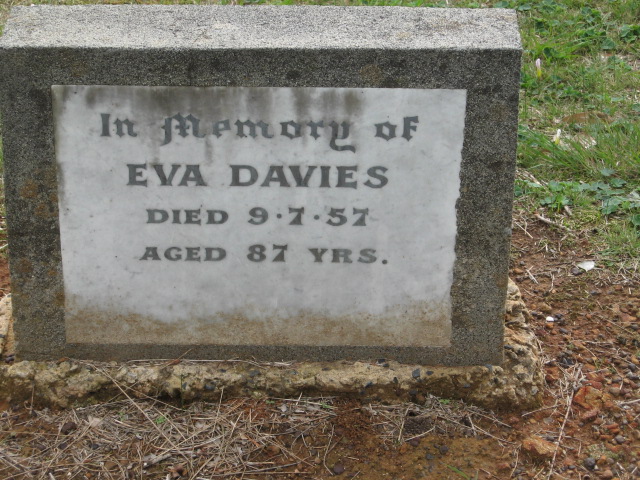 In Memory of
EVA DAVIES
DIED 9·7·57
AGED 87 YRS.